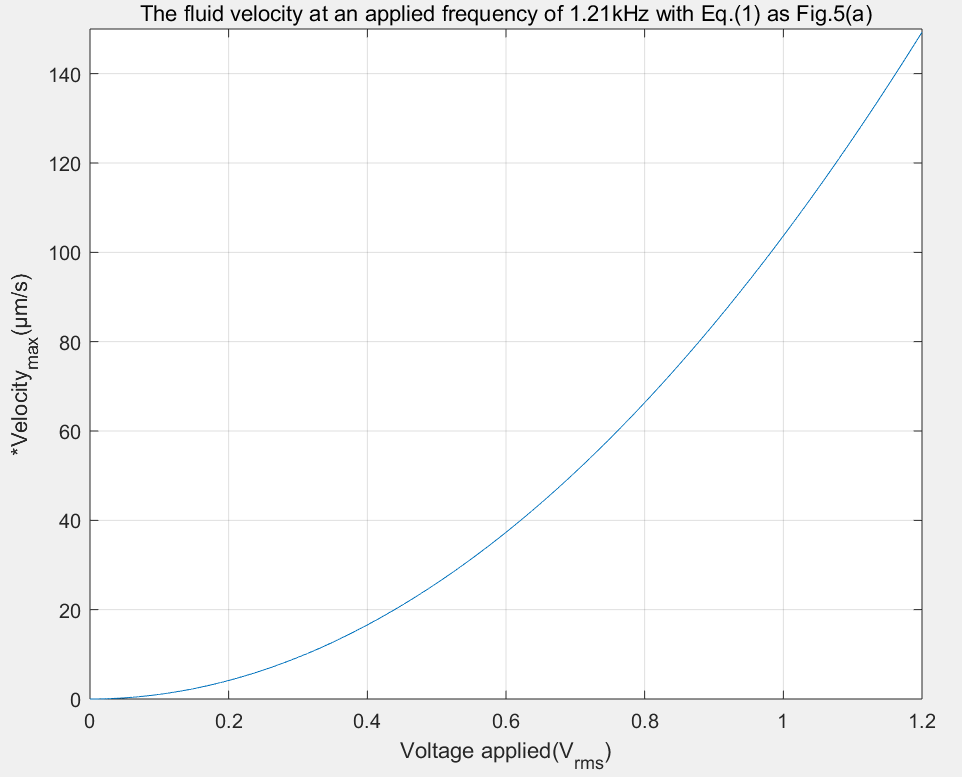 The fluid velocity at an applied frequency of 1.21kHz with Eq.(1) as Fig.5(a)
*Velocity_max(μm/s)
140
120
100
80
60
40
20
0
0 0.2 0.4 0.6 0.8 1 1.2
Voltage applied(V_rms)